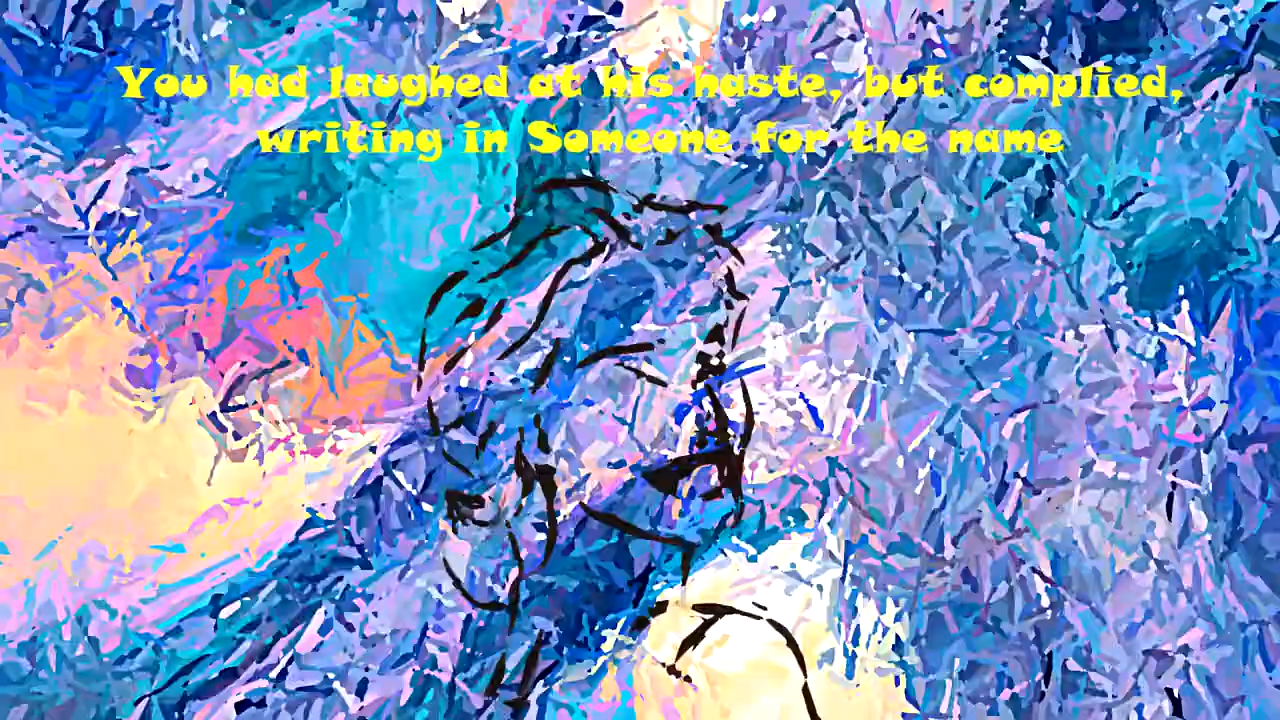 You had laughed at his haste, but complied,
writing in Someone for the name